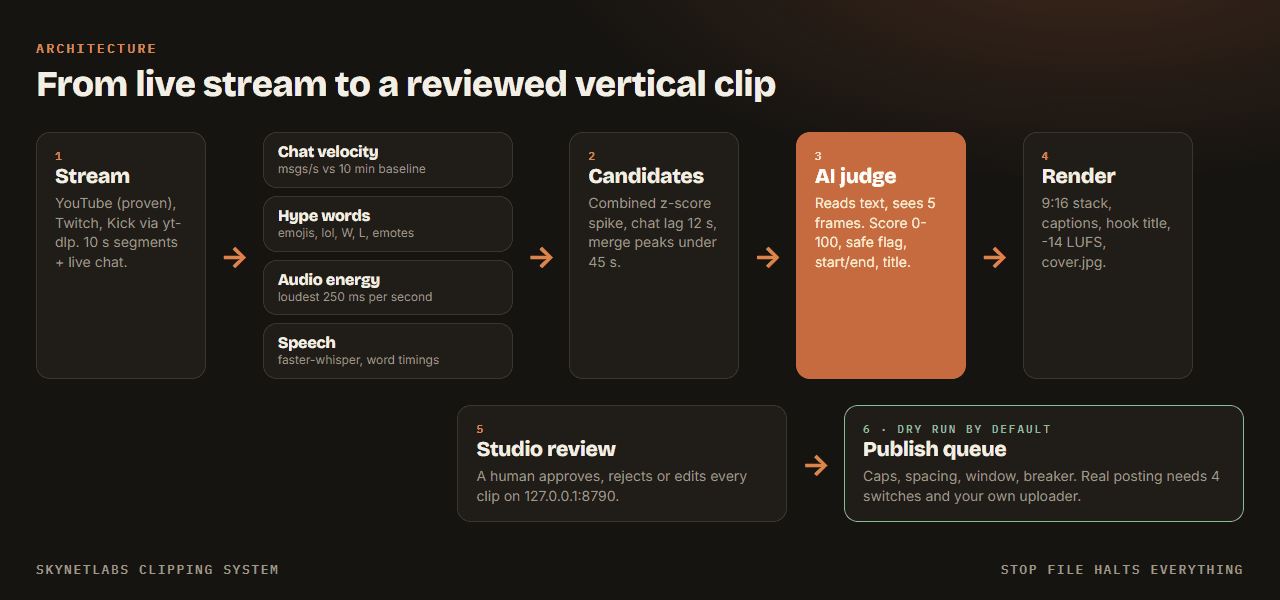 ARCHITECTURE
From live stream to a reviewed vertical clip
1
Stream
YouTube (proven),
Twitch, Kick via yt-
dlp. 10 s segments
+ live chat.
Chat velocity
msgs/s vs 10 min baseline
Hype words
emojis, lol, W, L, emotes
Audio energy
loudest 250 ms per second
Speech
faster-whisper, word timings
2
Candidates
Combined z-score
spike, chat lag 12 s,
merge peaks under
45 s.
3
AI judge
Reads text, sees 5
frames. Score 0-
100, safe flag,
start/end, title.
4
Render
9:16 stack,
captions, hook title,
-14 LUFS,
cover.jpg.
5
Studio review
A human approves, rejects or edits every
clip on 127.0.0.1:8790.
6 · DRY RUN BY DEFAULT
Publish queue
Caps, spacing, window, breaker. Real posting needs 4
switches and your own uploader.
SKYNETLABS CLIPPING SYSTEM
STOP FILE HALTS EVERYTHING